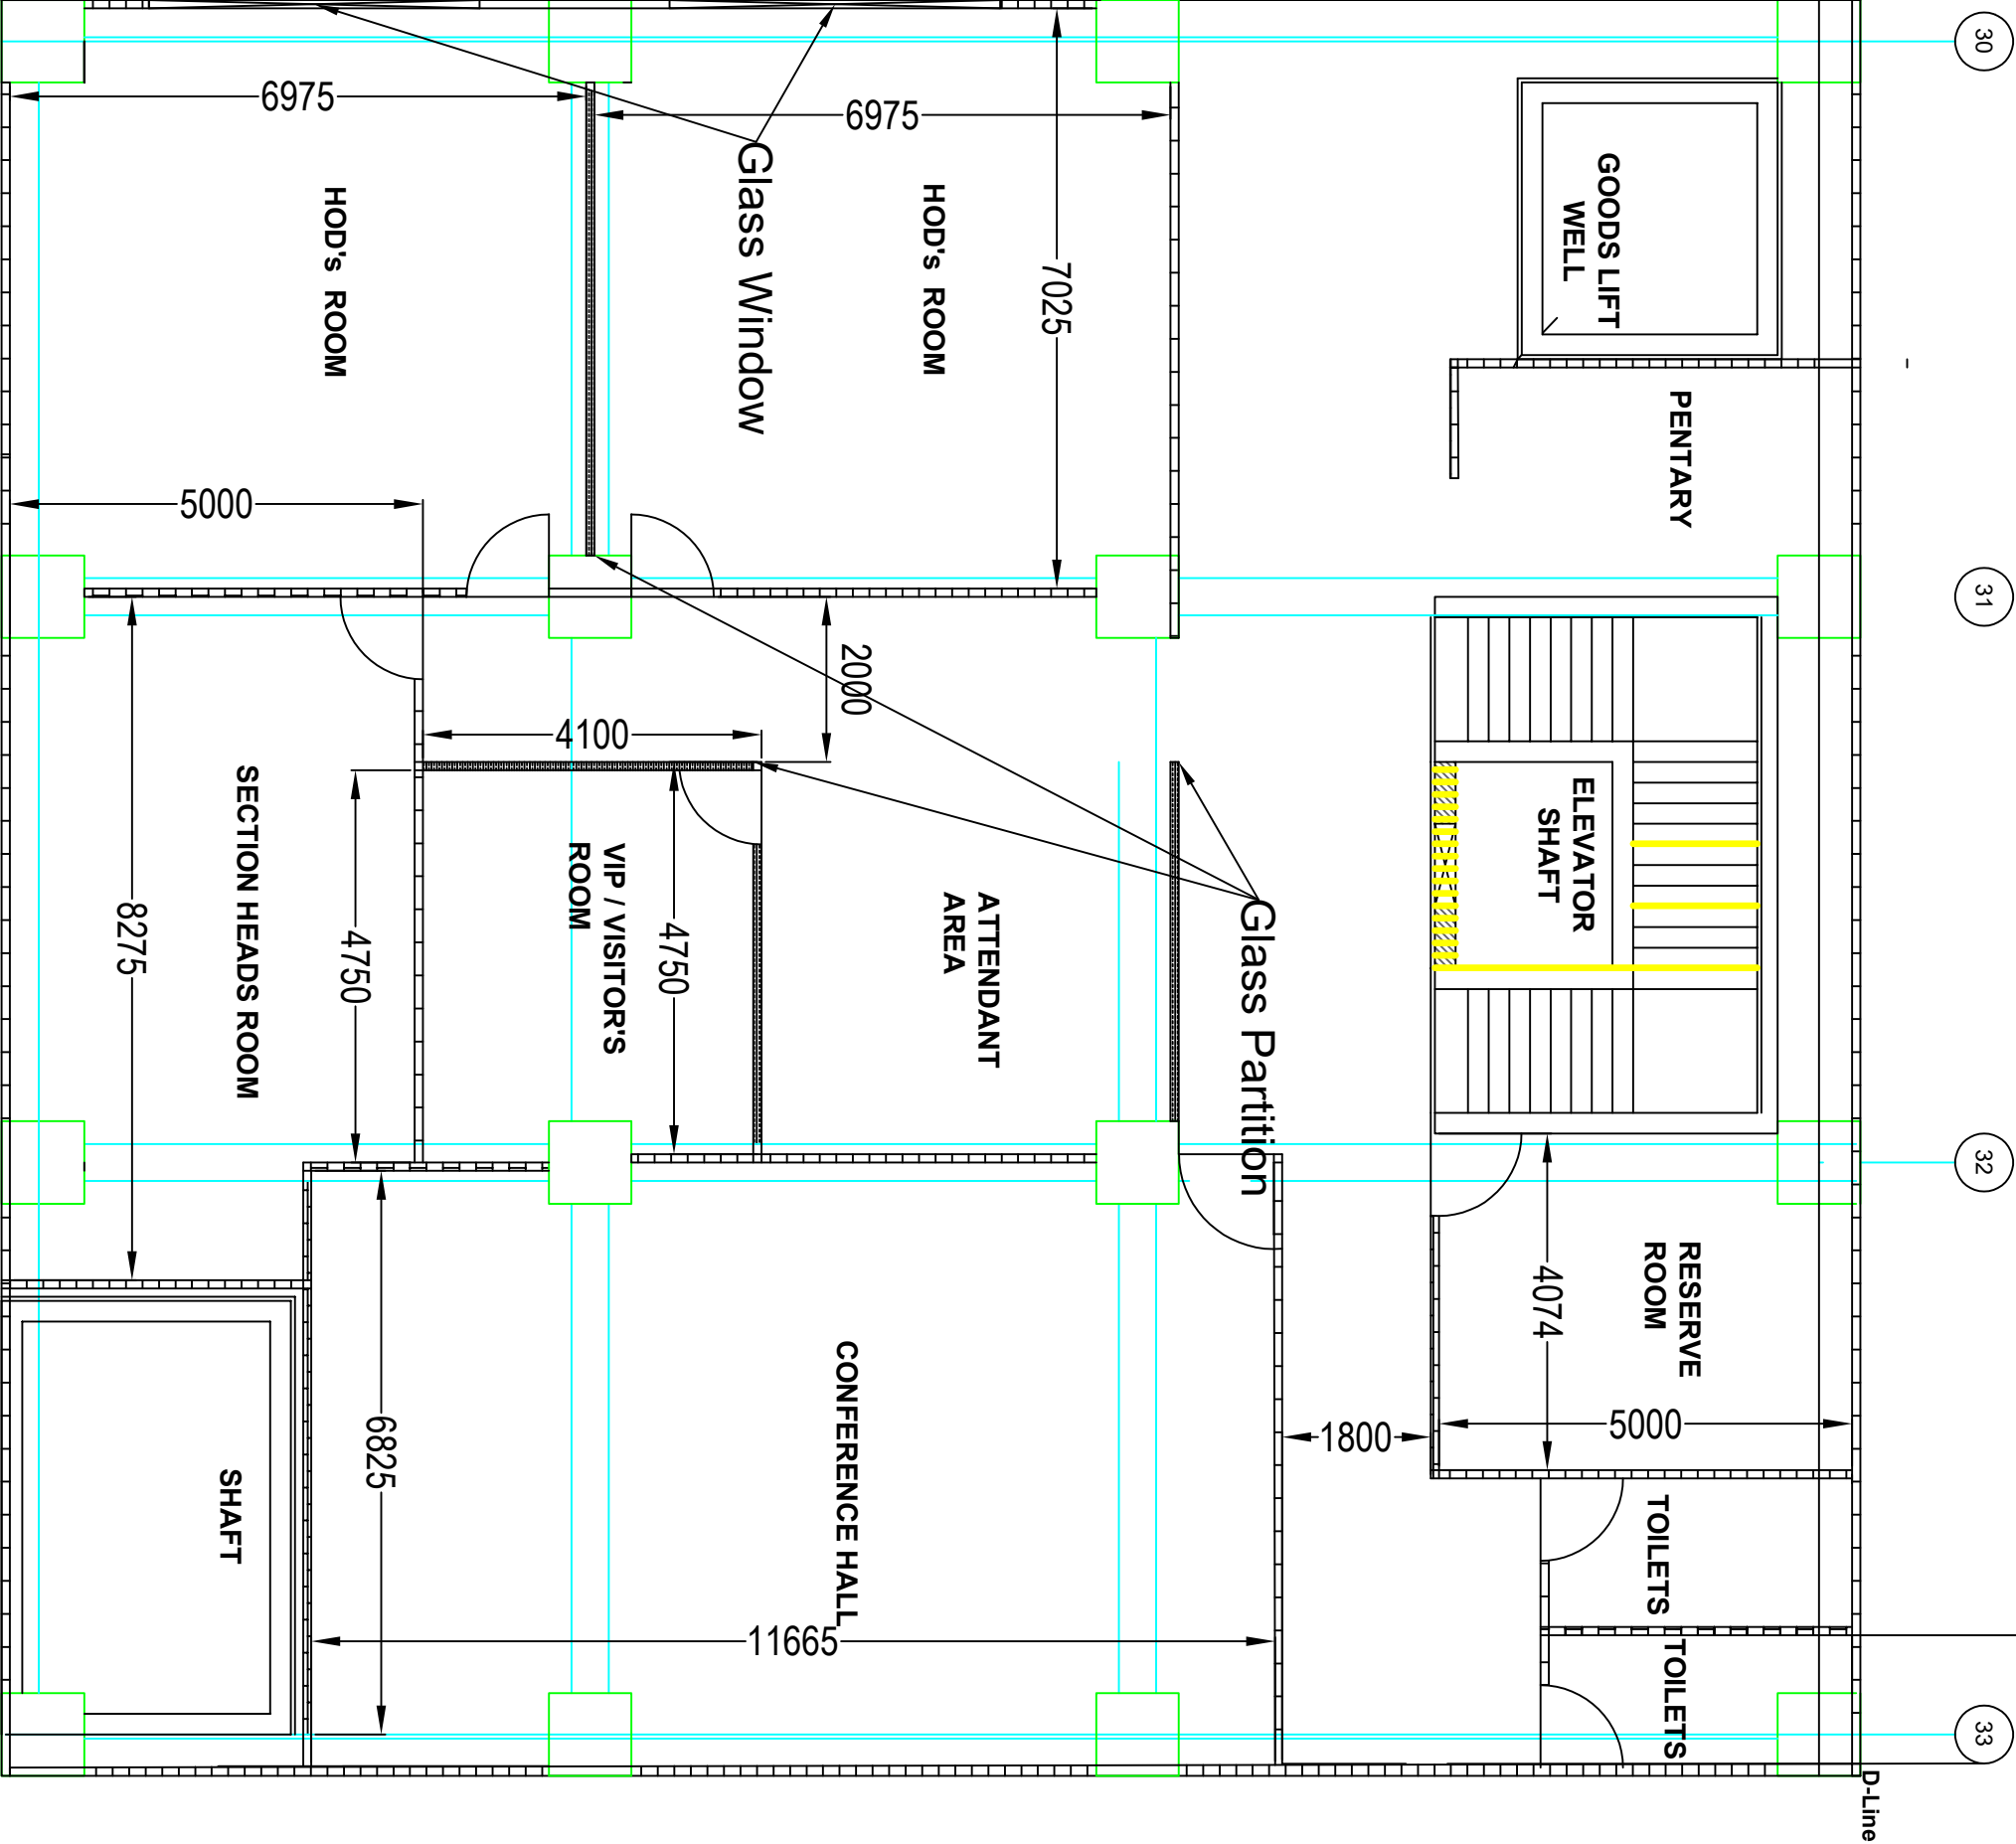 30
6975
6975
GOODS LIFT
WELL
Glass Window
HOD's ROOM
HOD's ROOM
7025
PENTARY
5000
31
2000
4100
ELEVATOR
SHAFT
SECTION HEADS ROOM
VIP / VISITOR'S
ROOM
ATTENDANT
AREA
Glass Partition
8275
4750
4750
32
RESERVE
ROOM
4074
CONFERENCE HALL
5000
1800
6825
SHAFT
TOILETS
11665
TOILETS
33
D-Line